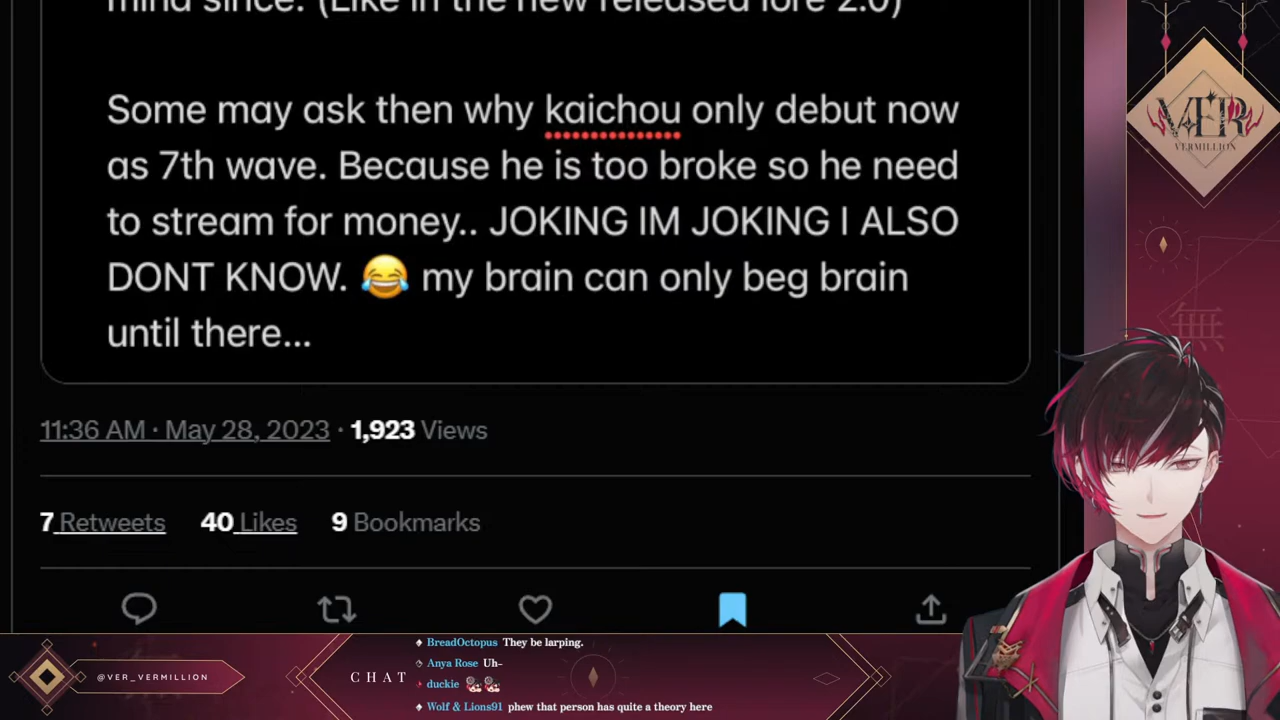 mind since. (Like in the new released lore 2.0)
Some may ask then why kaichou only debut now
as 7th wave. Because he is too broke so he need
to stream for money.. JOKING IM JOKING I ALSO
DONT KNOW. 😂 my brain can only beg brain
until there...
11:36 AM · May 28, 2023 · 1,923 Views
7 Retweets 40 Likes 9 Bookmarks
VER
VERMILLION
無
@VER_VERMILLION
CHAT
BreadOctopus They be larping.
Anya Rose Uh-
duckie
Wolf & Lions91 phew that person has quite a theory here